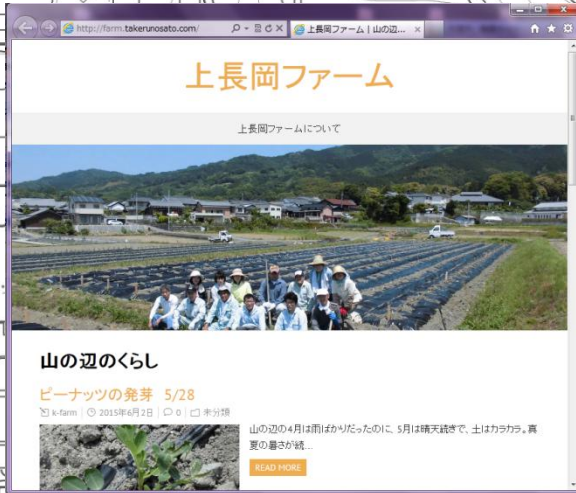 http://farm.takerunosato.com/
上長岡ファーム | 山の辺...
上長岡ファーム
上長岡ファームについて
山の辺のくらし
ピーナッツの発芽 5/28
k-farm | 2015年6月2日 | 0 | 未分類
山の辺の4月は雨ばかりだったのに、5月は晴天続きで、土はカラカラ。真
夏の暑さが続...
READ MORE